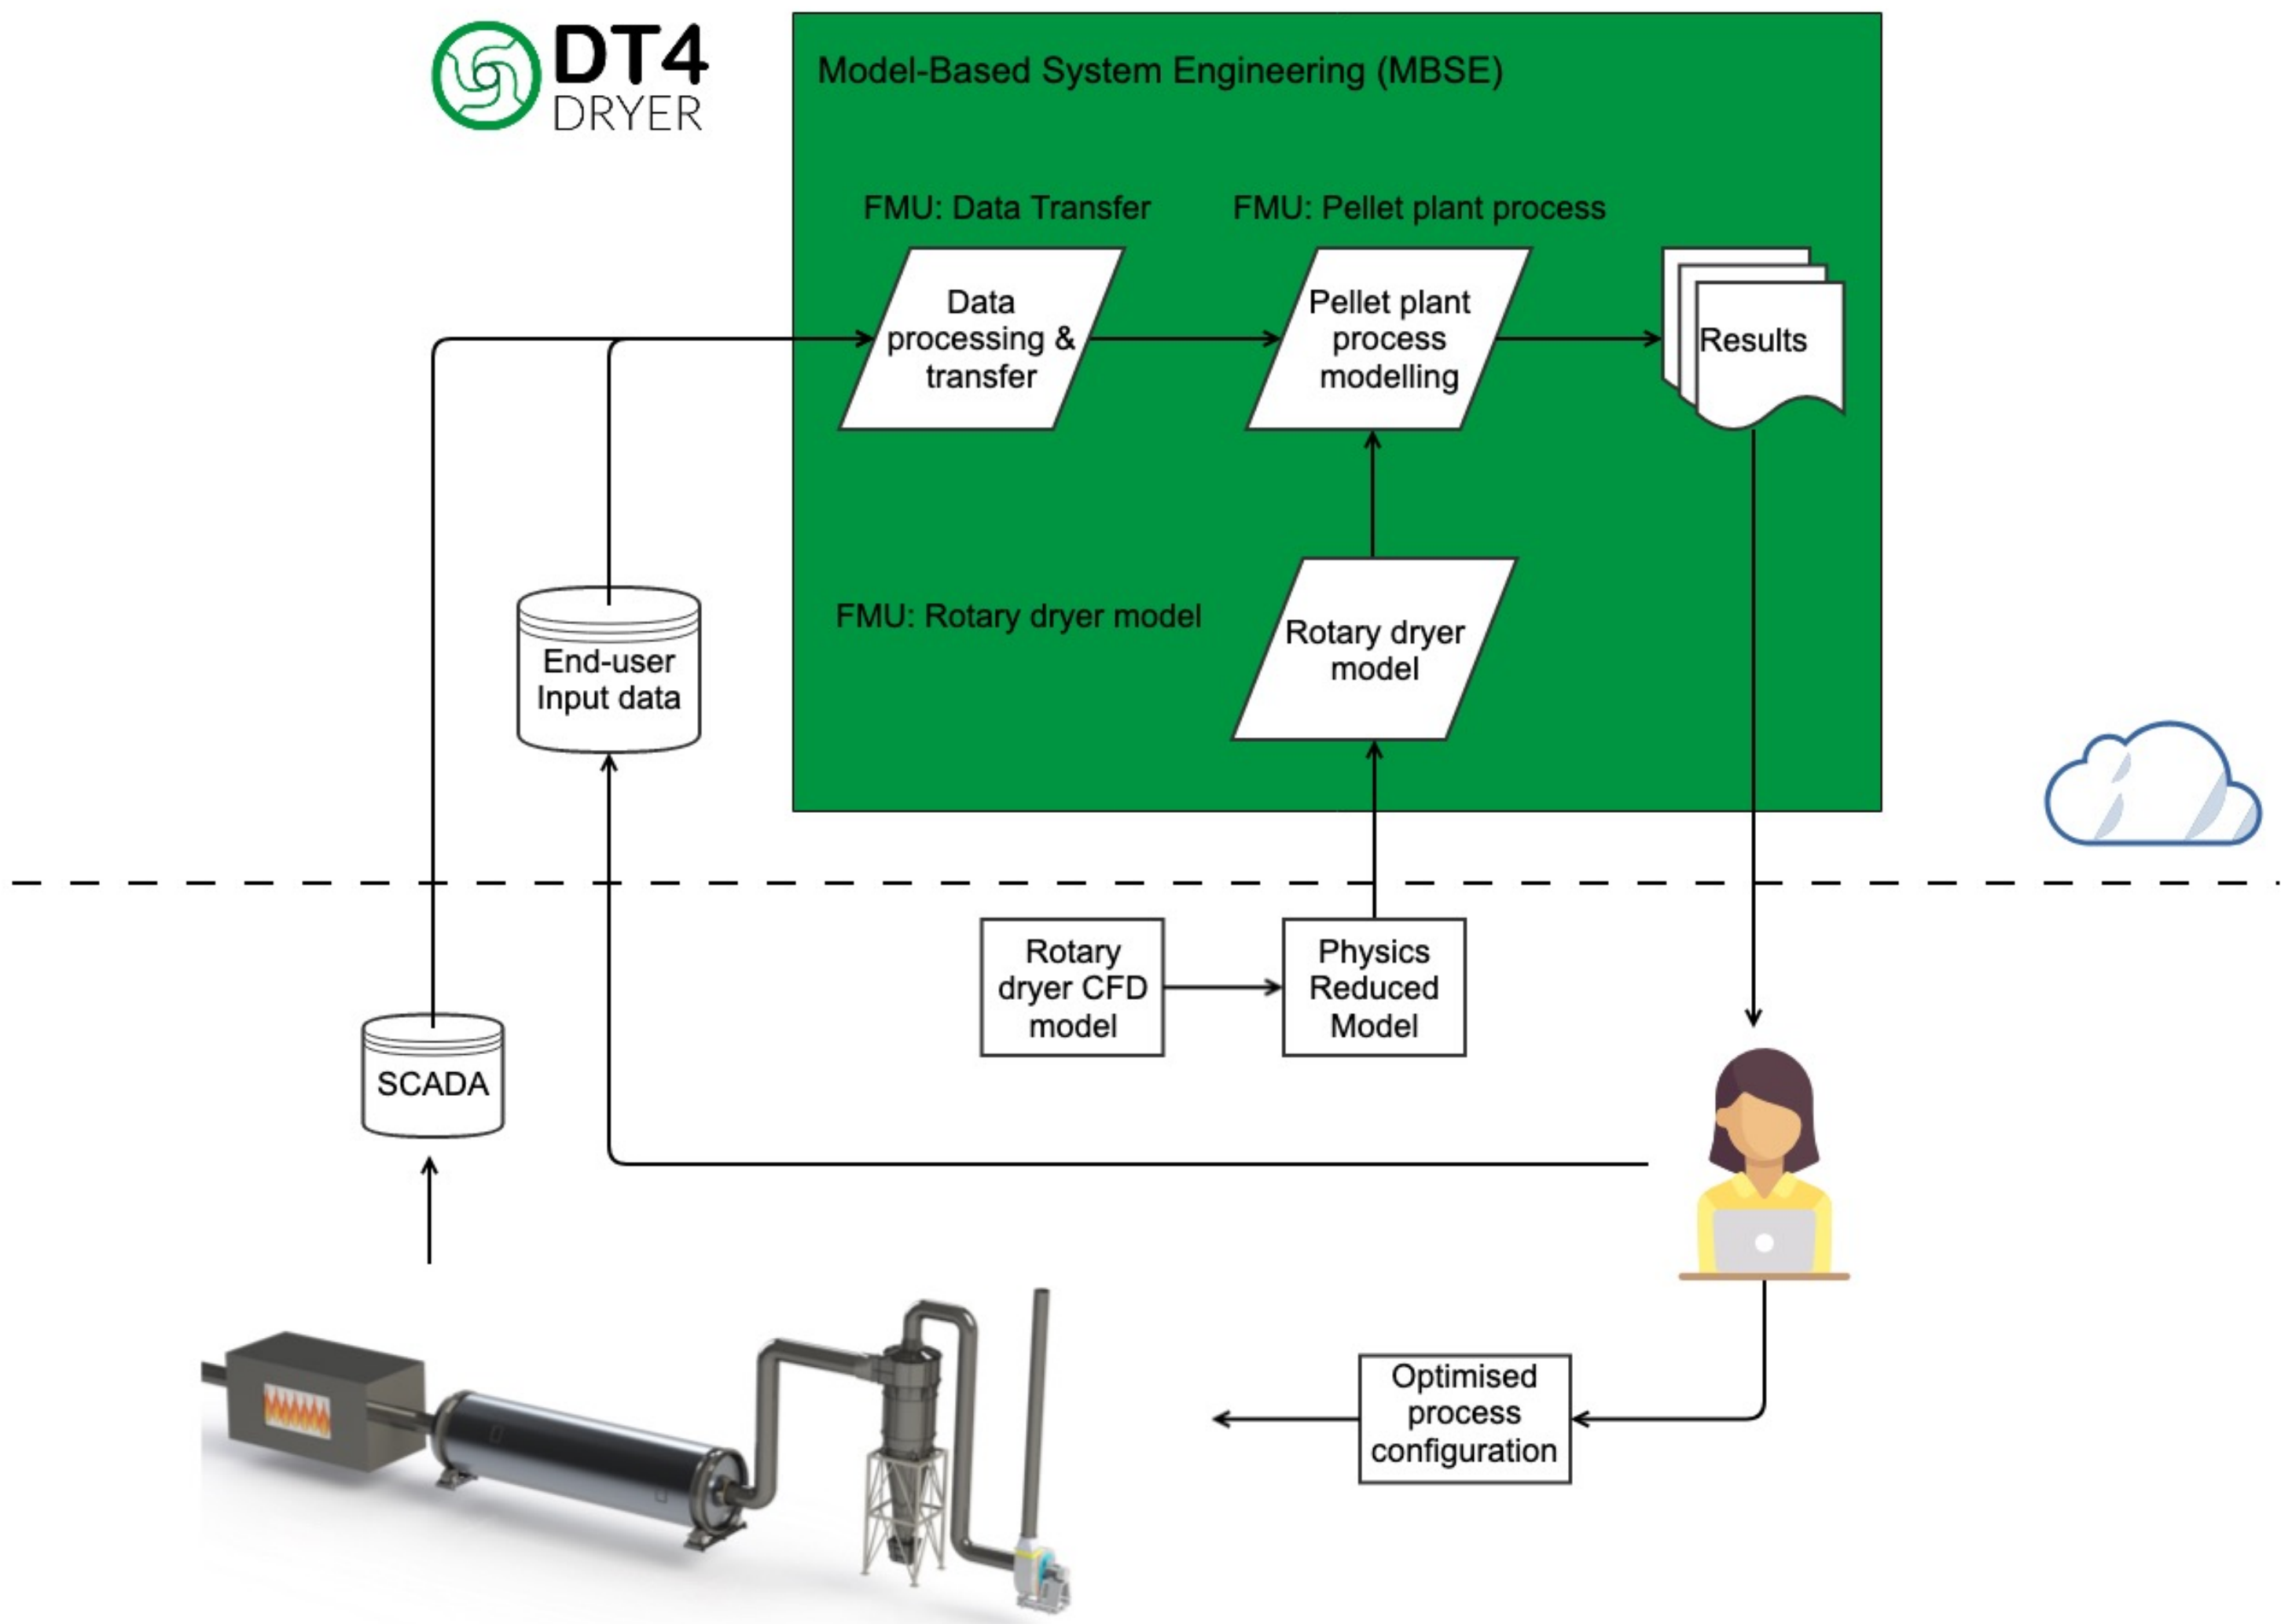 DT4
DRYER
Model-Based System Engineering (MBSE)
FMU: Data Transfer
FMU: Pellet plant process
Data
processing &
transfer
Pellet plant
process
modelling
Results
FMU: Rotary dryer model
Rotary dryer
model
End-user
Input data
Rotary
dryer CFD
model
Physics
Reduced
Model
SCADA
Optimised
process
configuration